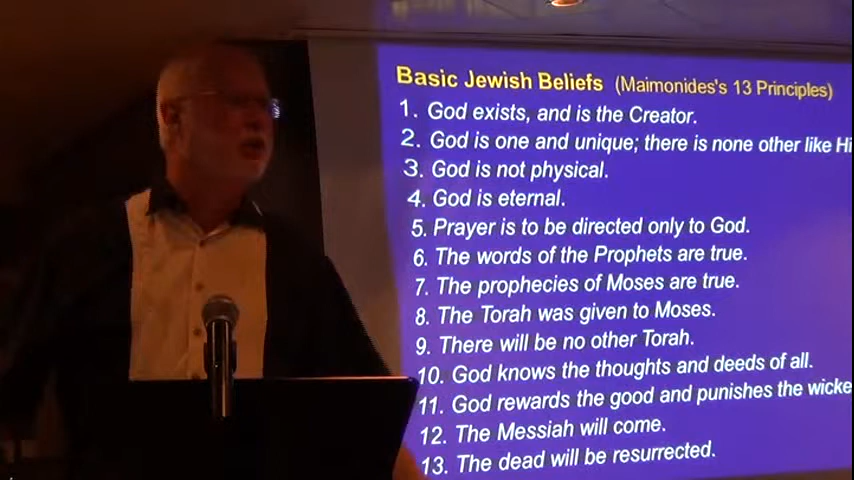 Basic Jewish Beliefs (Maimonides's 13 Principles)
1. God exists, and is the Creator.
2. God is one and unique; there is none other like
3. God is not physical.
4. God is eternal.
5. Prayer is to be directed only to God.
6. The words of the Prophets are true.
7. The prophecies of Moses are true.
8. The Torah was given to Moses.
9. There will be no other Torah.
10. God knows the thoughts and deeds of all.
11. God rewards the good and punishes the
12. The Messiah will come.
13. The dead will be resurrected.